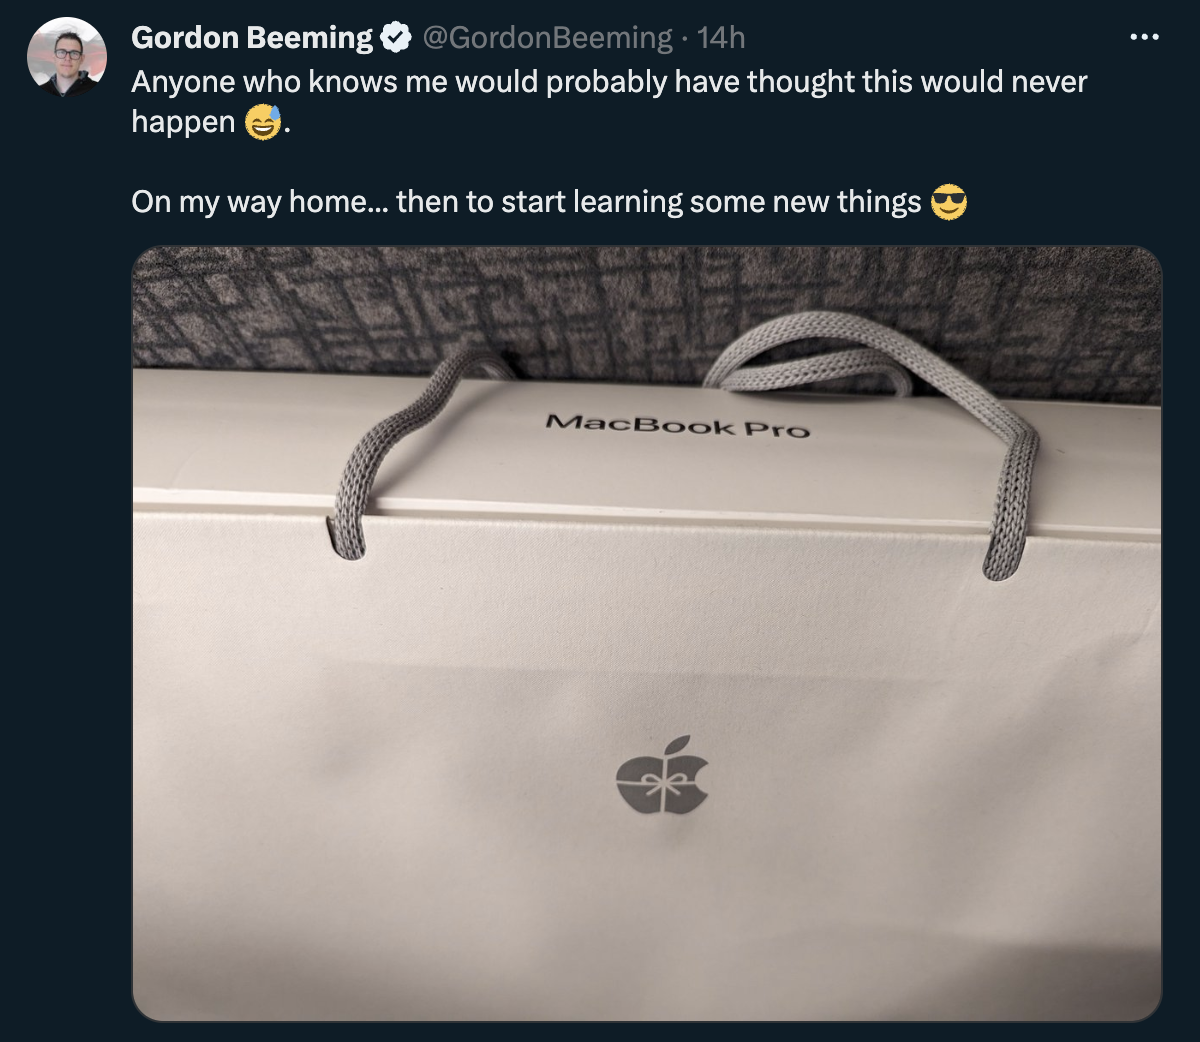 Gordon Beeming @GordonBeeming · 14h
Anyone who knows me would probably have thought this would never
happen 😅.
On my way home... then to start learning some new things 😎
MacBook Pro